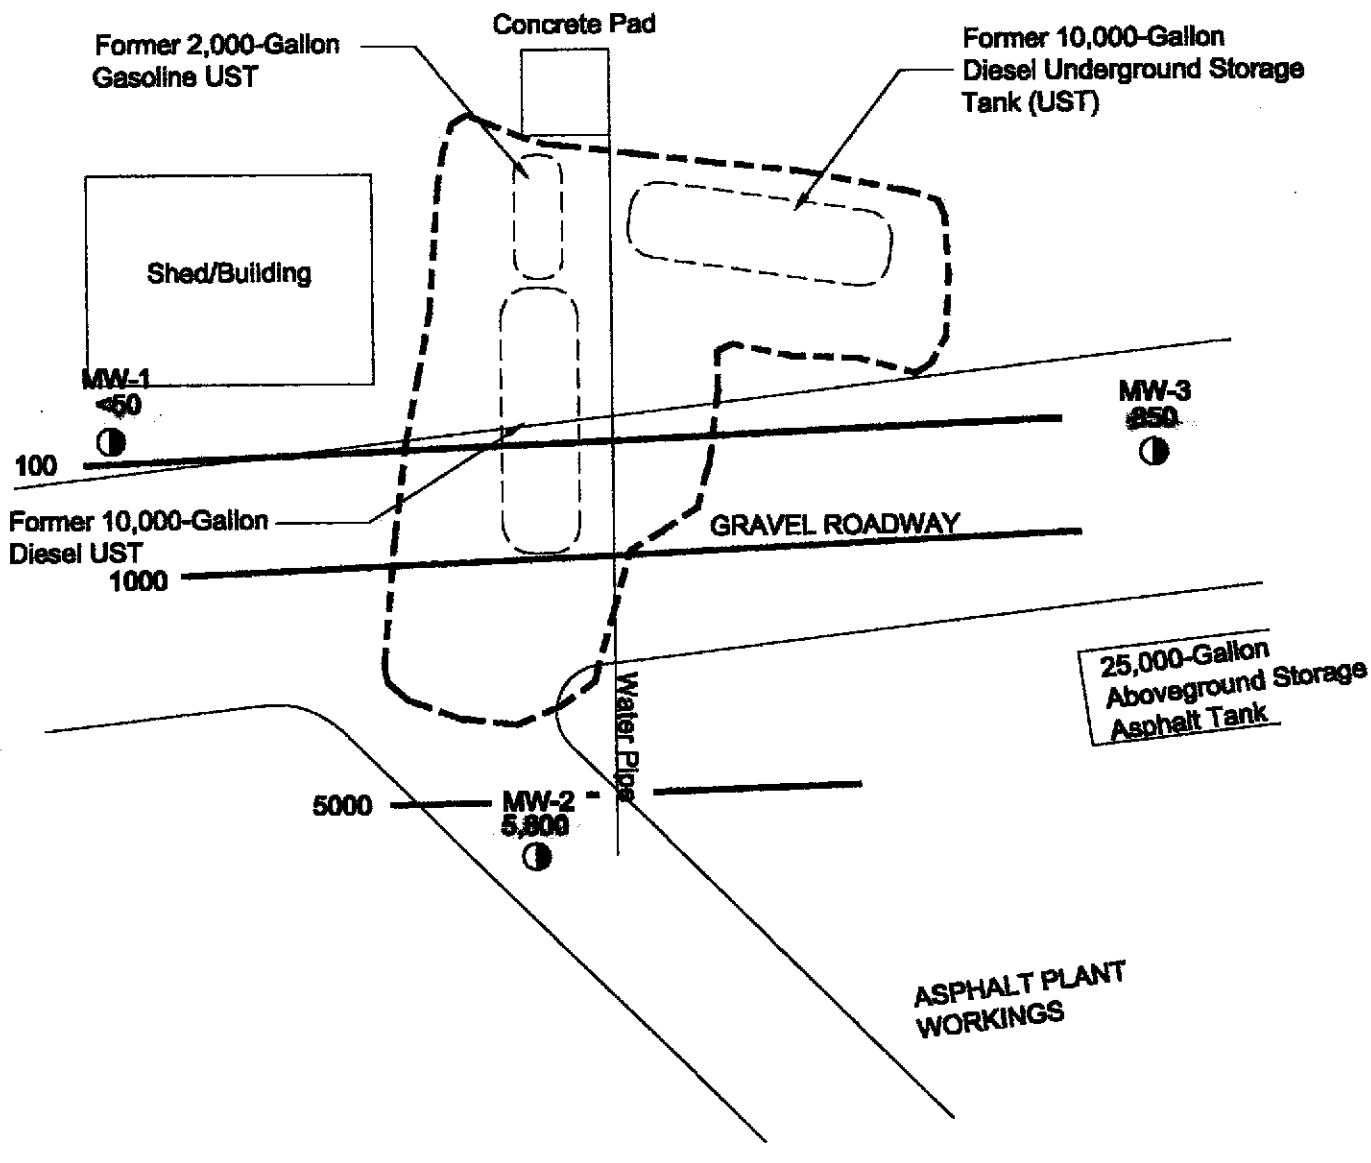 Concrete Pad
Former 2,000-Gallon
Gasoline UST
Former 10,000-Gallon
Diesel Underground Storage
Tank (UST)
Shed/Building
MW-1
<50
MW-3
850
100
Former 10,000-Gallon
Diesel UST
GRAVEL ROADWAY
1000
25,000-Gallon
Aboveground Storage
Asphalt Tank
Water Pipe
5000
MW-2
5,800
ASPHALT PLANT
WORKINGS